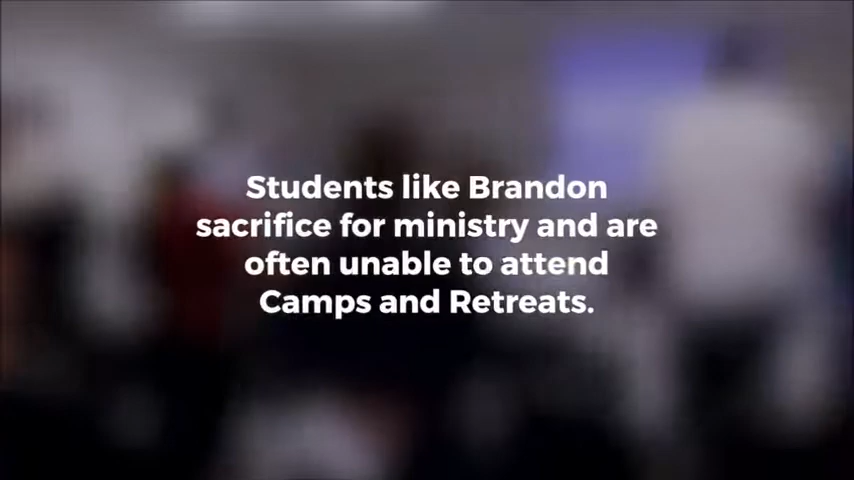 Students like Brandon
sacrifice for ministry and are
often unable to attend
Camps and Retreats.